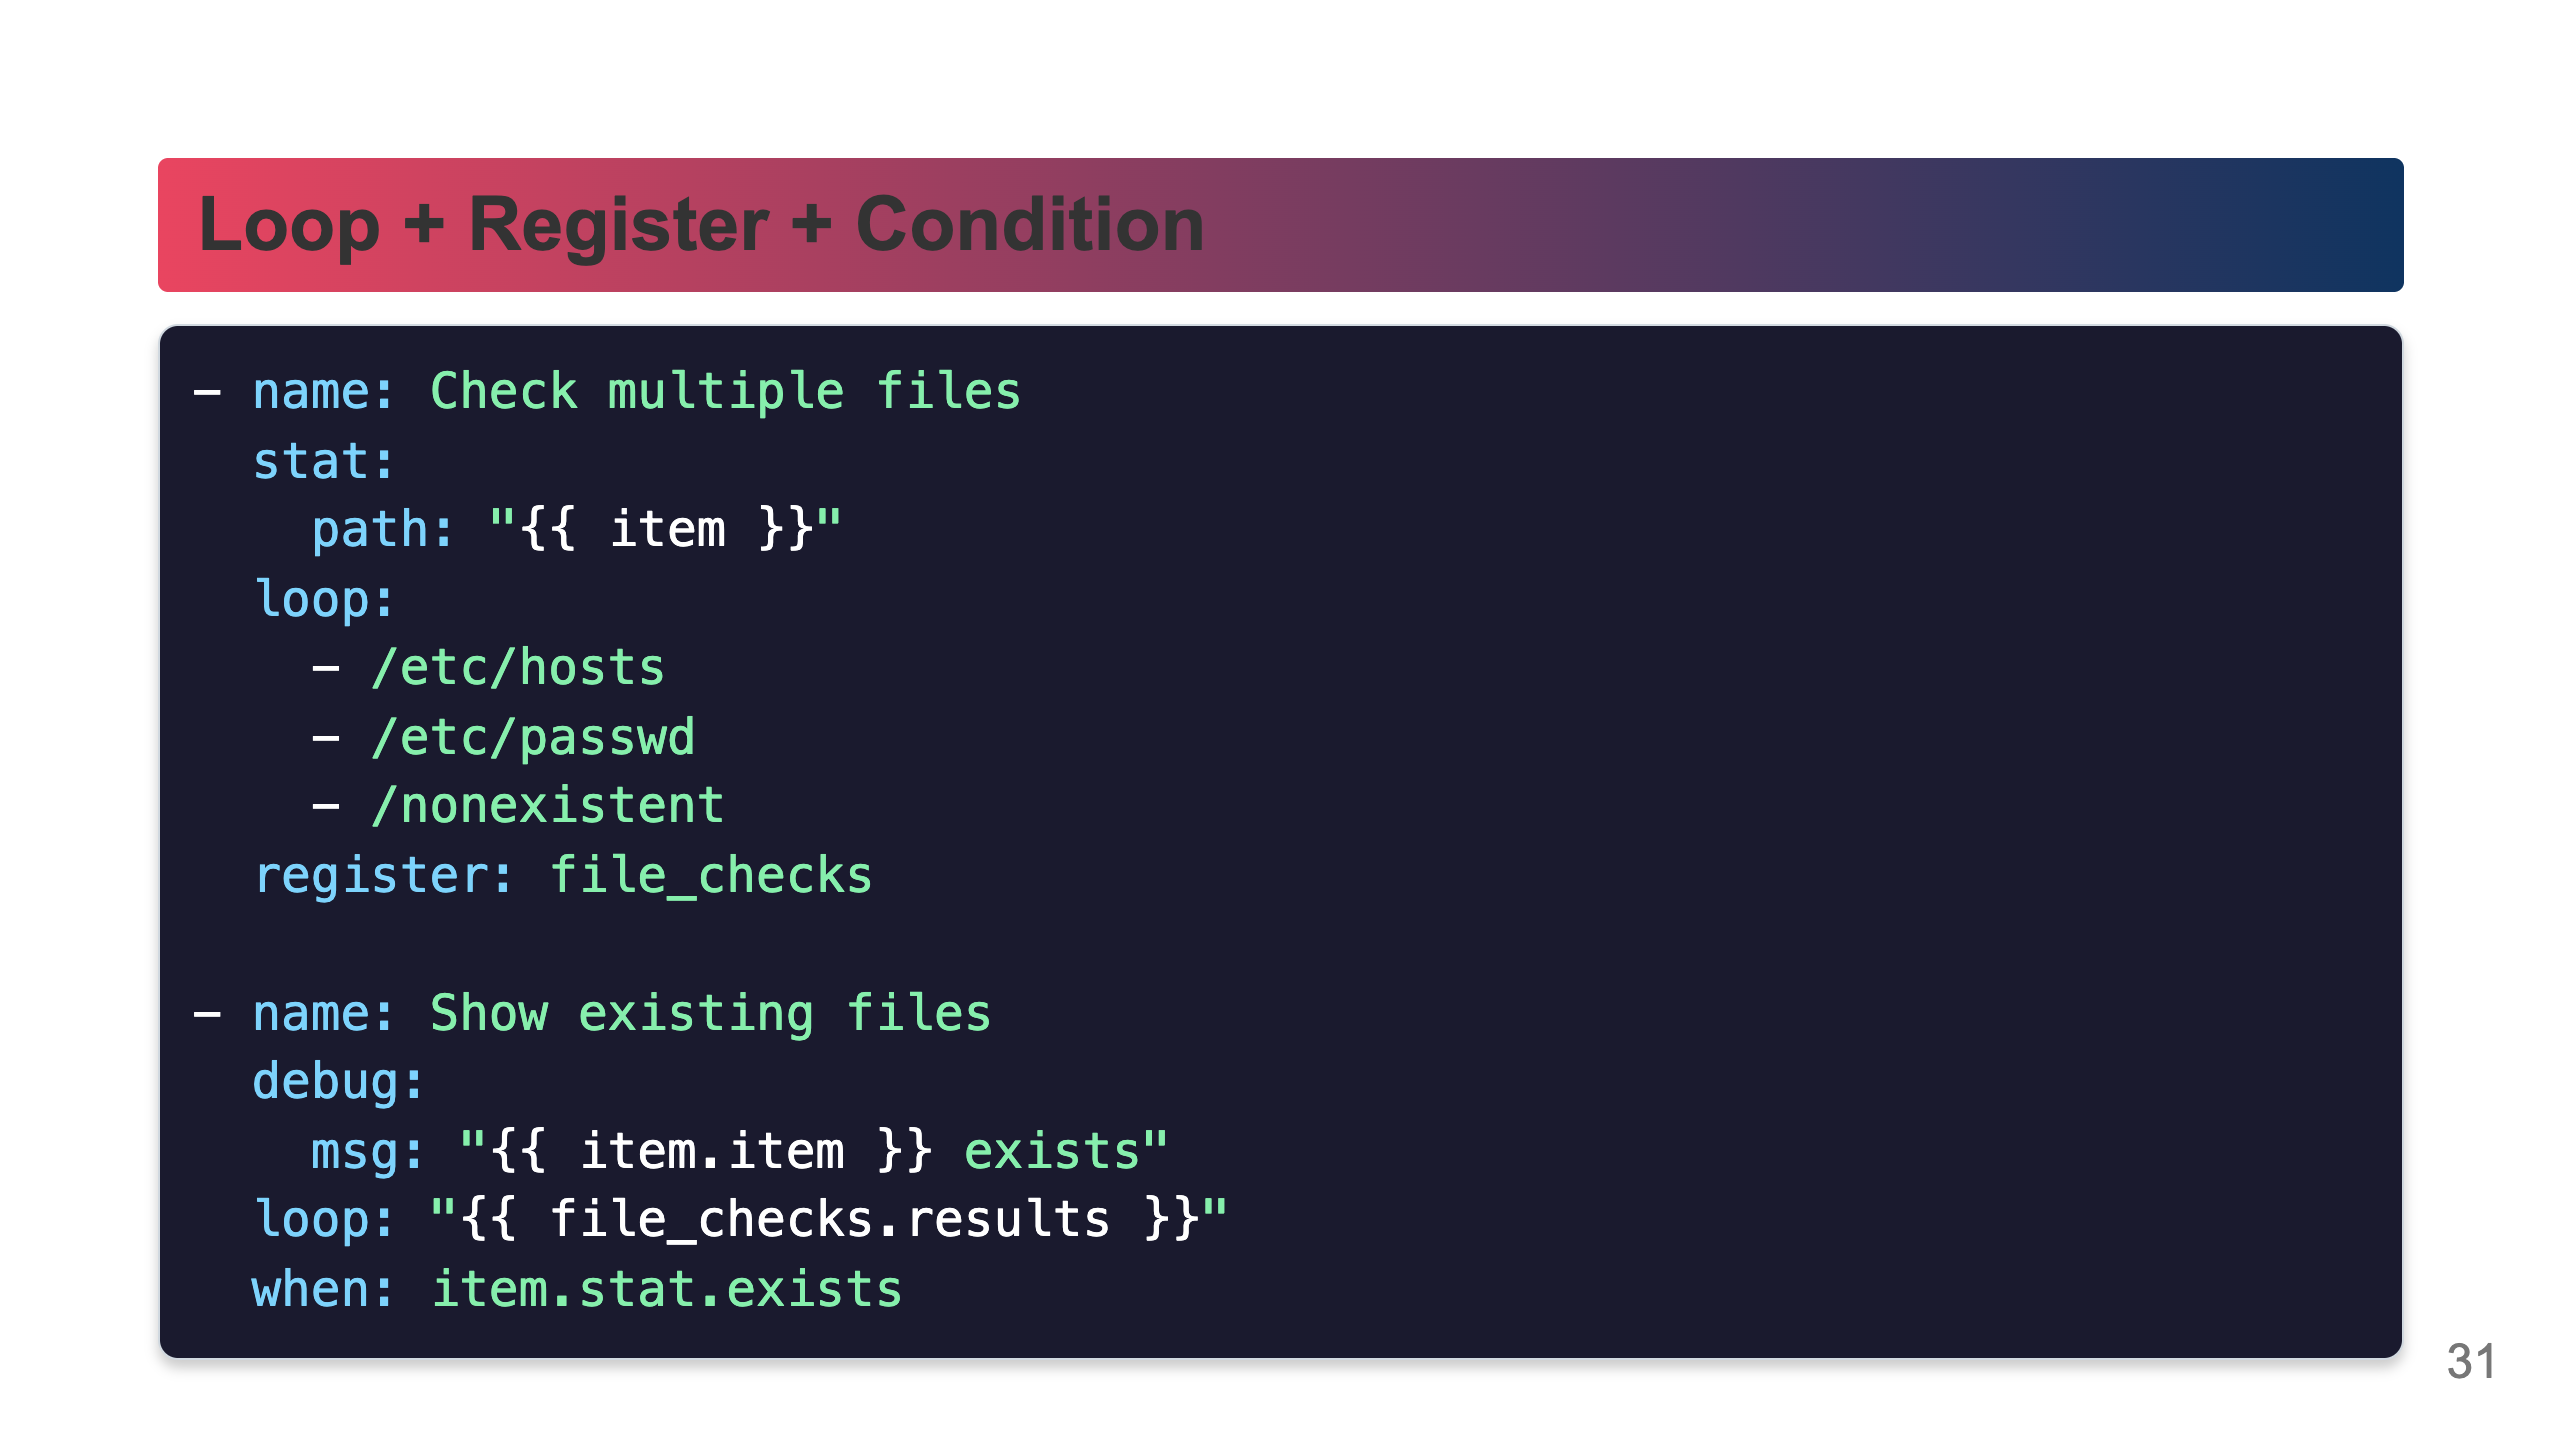 Loop + Register + Condition
- name: Check multiple files
  stat:
    path: "{{ item }}"
  loop:
    - /etc/hosts
    - /etc/passwd
    - /nonexistent
  register: file_checks

- name: Show existing files
  debug:
    msg: "{{ item.item }} exists"
  loop: "{{ file_checks.results }}"
  when: item.stat.exists
31